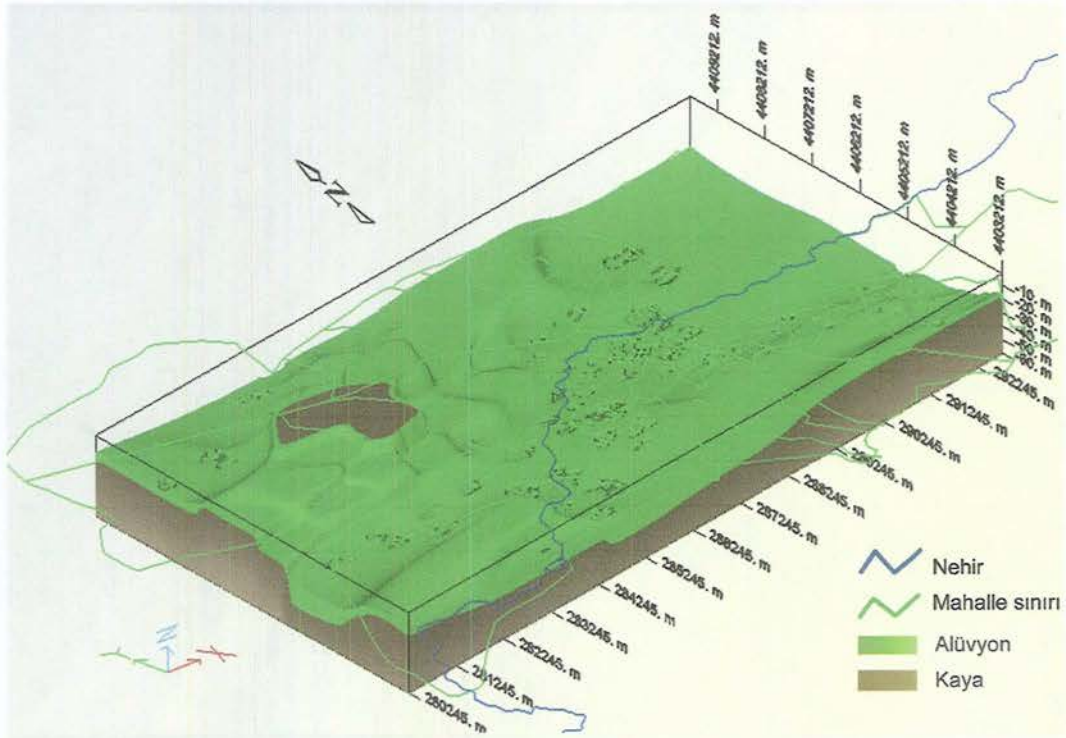 4409212. m
4408212. m
4407212. m
4406212. m
4405212. m
4404212. m
4403212. m
N
-10. m
-20. m
292245. m
291245. m
290245. m
288245. m
287245. m
286245. m
285245. m
284245. m
283245. m
282245. m
281245. m
280245. m
Y
N
X
Nehir
Mahalle sınırı
Alüvyon
Kaya